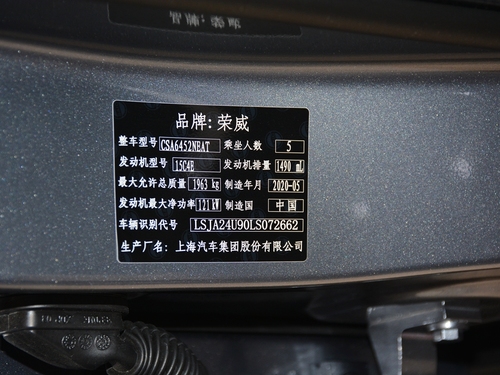 品牌:荣威
整车型号 CSA6452NEAT 乘坐人数 5
发动机型号 15C4E 发动机排量 1490 mL
最大允许总质量 1963 kg 制造年月 2020-05
发动机最大净功率 121 kW 制造国 中国
车辆识别代号 LSJA24U90LS072662
生产厂名: 上海汽车集团股份有限公司